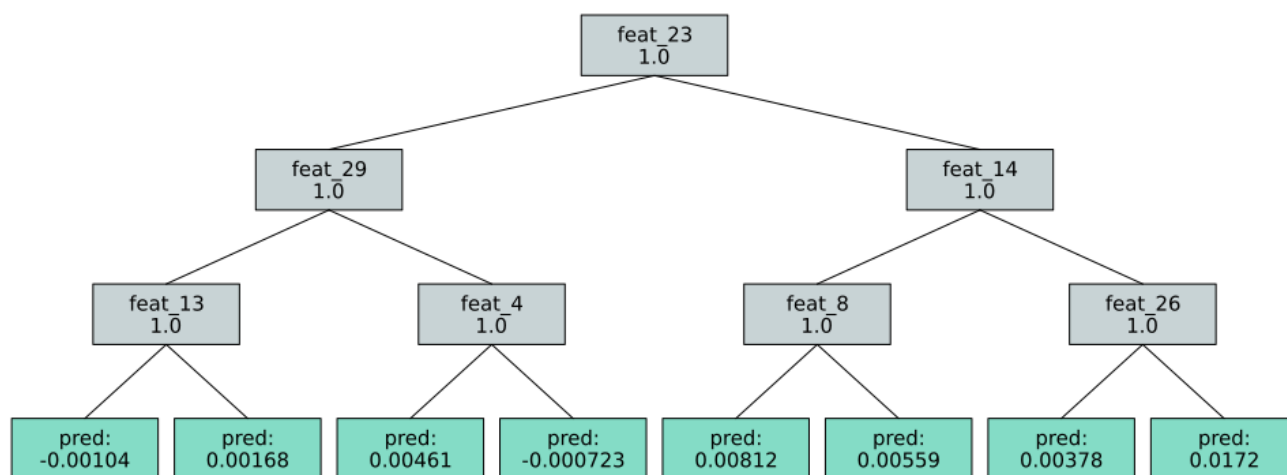 feat_23
1.0
feat_29
1.0
feat_14
1.0
feat_13
1.0
feat_4
1.0
feat_8
1.0
feat_26
1.0
pred:
-0.00104
pred:
0.00168
pred:
0.00461
pred:
-0.000723
pred:
0.00812
pred:
0.00559
pred:
0.00378
pred:
0.0172